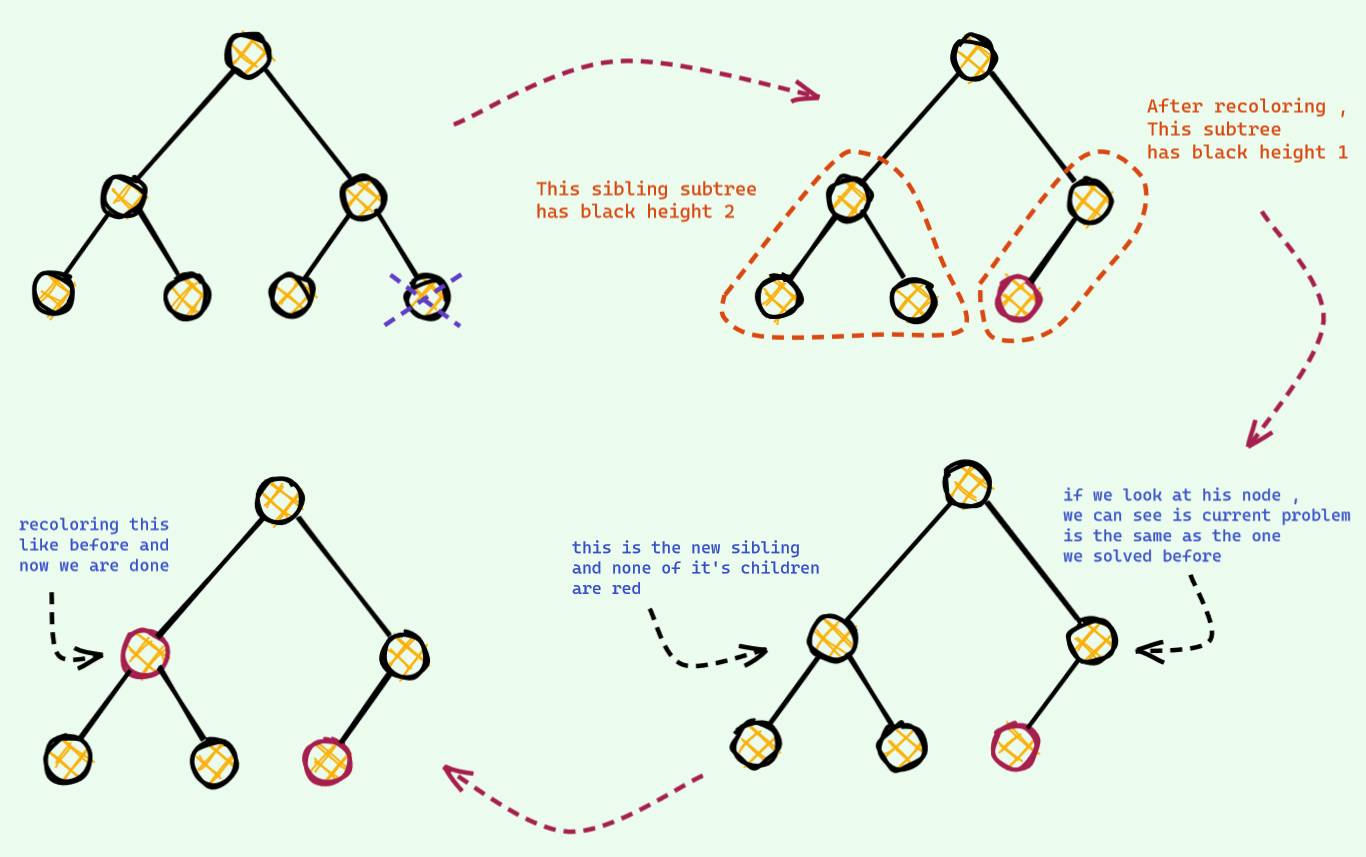 After recoloring ,
This subtree
has black height 1
This sibling subtree
has black height 2
if we look at his node ,
we can see is current problem
is the same as the one
we solved before
this is the new sibling
and none of it's children
are red
recoloring this
like before and
now we are done